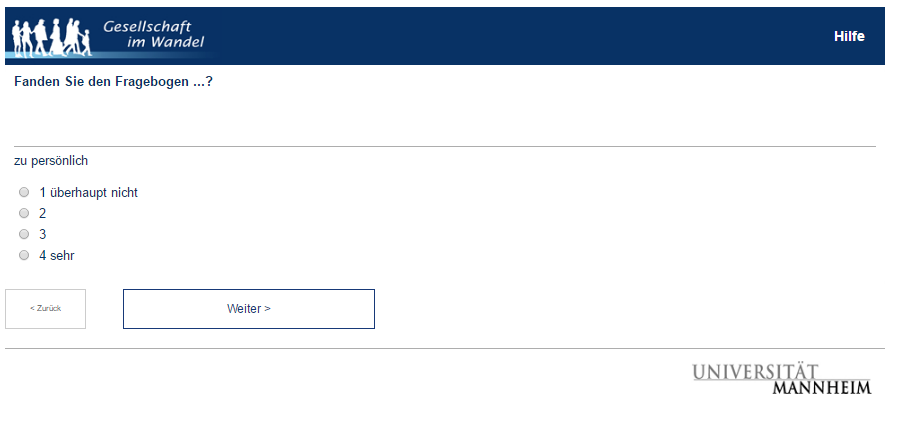 Gesellschaft
im Wandel
Hilfe
Fanden Sie den Fragebogen ...?
zu persönlich
1 überhaupt nicht
2
3
4 sehr
< Zurück
Weiter >
UNIVERSITÄT
MANNHEIM